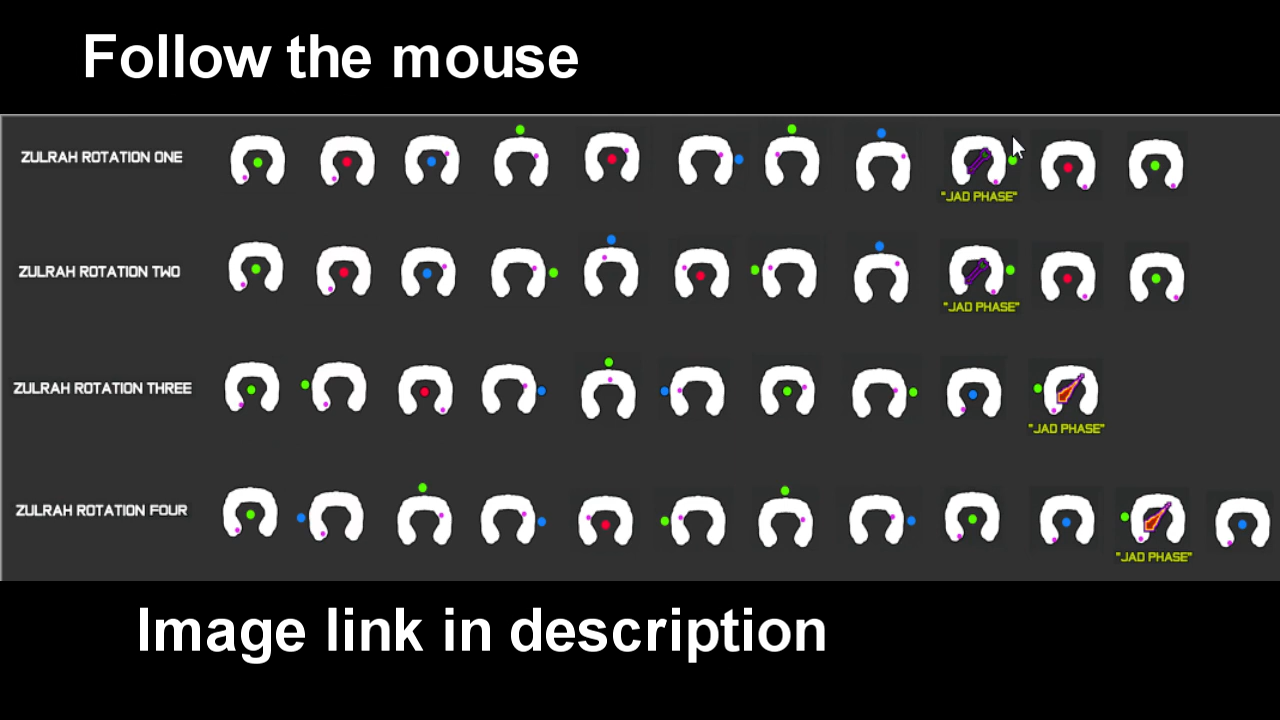 Follow the mouse
ZULRAH ROTATION ONE
"JAD PHASE"
ZULRAH ROTATION TWO
"JAD PHASE"
ZULRAH ROTATION THREE
"JAD PHASE"
ZULRAH ROTATION FOUR
"JAD PHASE"
Image link in description